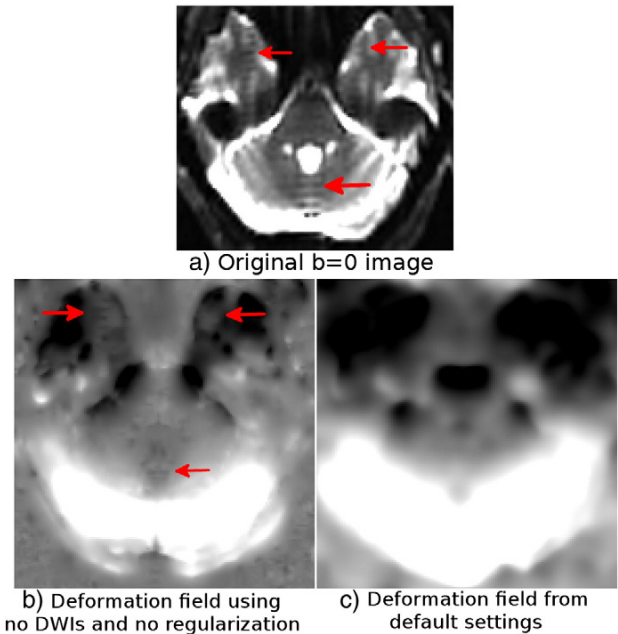 a) Original b=0 image
b) Deformation field using
no DWIs and no regularization
c) Deformation field from
default settings